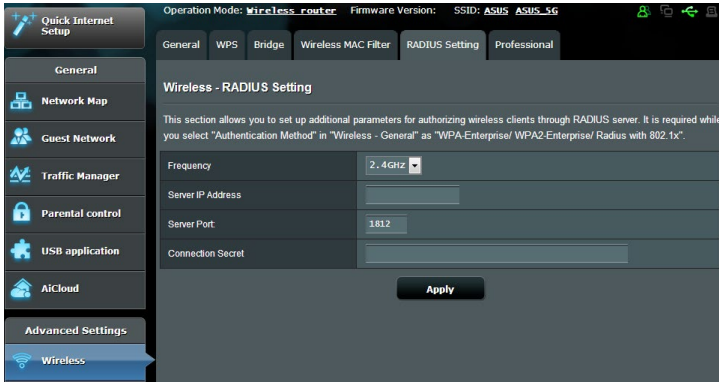 Quick Internet
Setup
Operation Mode: Wireless router Firmware Version: SSID: ASUS ASUS_5G
General WPS Bridge Wireless MAC Filter RADIUS Setting Professional
General
Network Map
Guest Network
Traffic Manager
Parental control
USB application
AiCloud
Advanced Settings
Wireless
Wireless - RADIUS Setting
This section allows you to set up additional parameters for authorizing wireless clients through RADIUS server. It is required while
you select "Authentication Method" in "Wireless - General" as "WPA-Enterprise/ WPA2-Enterprise/ Radius with 802.1x".
Frequency 2.4GHz
Server IP Address
Server Port: 1812
Connection Secret
Apply